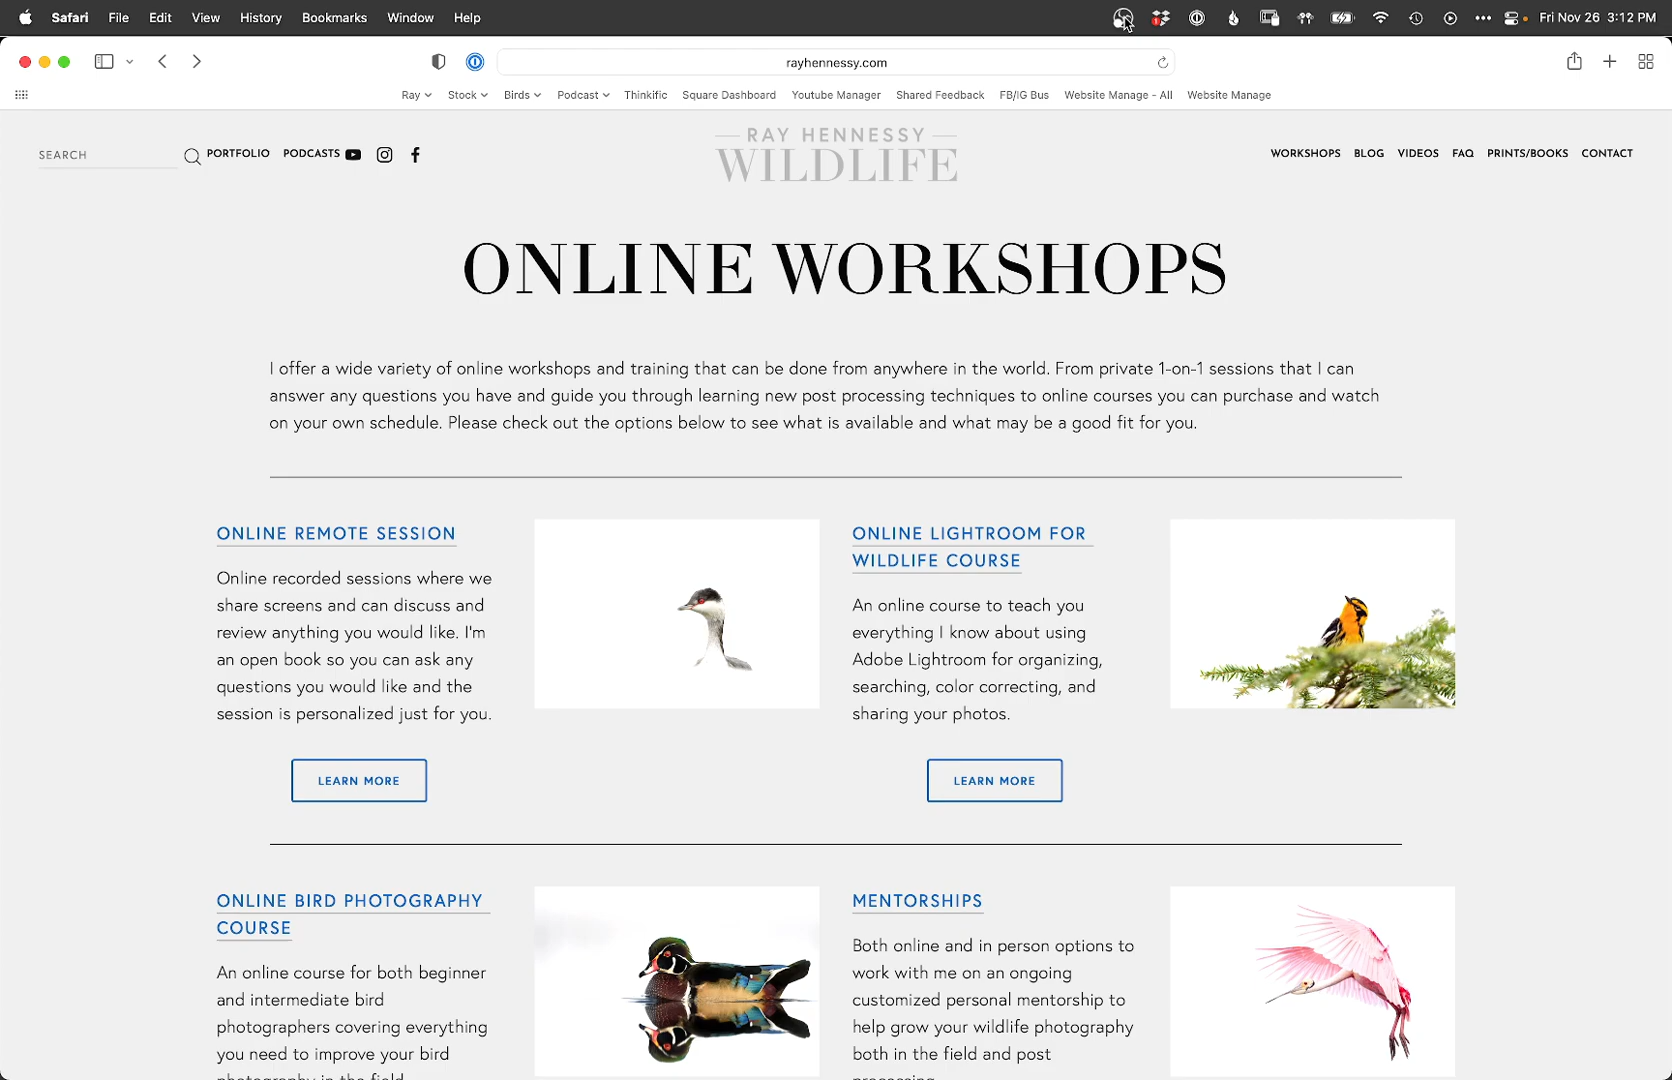 Safari File Edit View History Bookmarks Window Help
Fri Nov 26 3:12 PM
rayhennessy.com
Ray Stock Birds Podcast Thinkific Square Dashboard Youtube Manager Shared Feedback FB/IG Bus Website Manage - All Website Manage
SEARCH
PORTFOLIO PODCASTS
RAY HENNESSY
WILDLIFE
WORKSHOPS BLOG VIDEOS FAQ PRINTS/BOOKS CONTACT
ONLINE WORKSHOPS
I offer a wide variety of online workshops and training that can be done from anywhere in the world. From private 1-on-1 sessions that I can
answer any questions you have and guide you through learning new post processing techniques to online courses you can purchase and watch
on your own schedule. Please check out the options below to see what is available and what may be a good fit for you.
ONLINE REMOTE SESSION
Online recorded sessions where we
share screens and can discuss and
review anything you would like. I'm
an open book so you can ask any
questions you would like and the
session is personalized just for you.
LEARN MORE
ONLINE LIGHTROOM FOR
WILDLIFE COURSE
An online course to teach you
everything I know about using
Adobe Lightroom for organizing,
searching, color correcting, and
sharing your photos.
LEARN MORE
ONLINE BIRD PHOTOGRAPHY
COURSE
An online course for both beginner
and intermediate bird
photographers covering everything
you need to improve your bird
photography in the field
MENTORSHIPS
Both online and in person options to
work with me on an ongoing
customized personal mentorship to
help grow your wildlife photography
both in the field and post